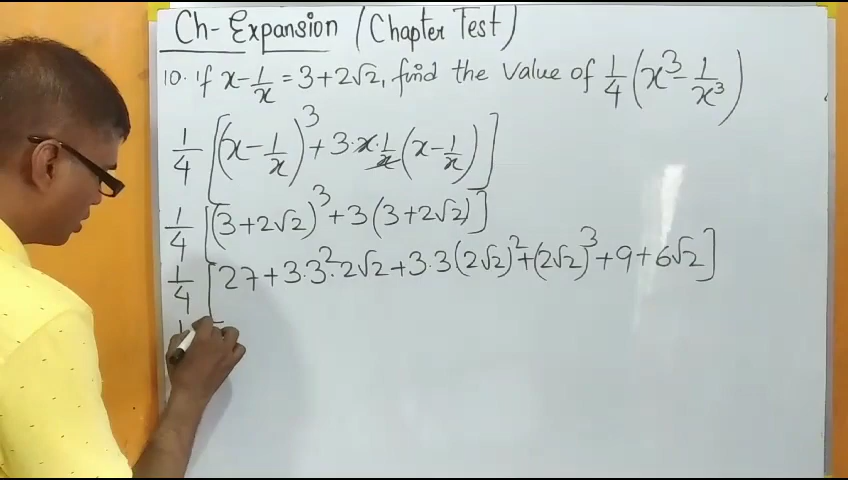 Ch- Expansion (Chapter Test)
10. If x - 1/x = 3+2√2, find the Value of 1/4 (x³ - 1/x³)
1/4 [(x - 1/x)³ + 3·x·1/x (x - 1/x)]
1/4 [(3+2√2)³ + 3(3+2√2)]
1/4 [27 + 3·3²·2√2 + 3·3(2√2)² + (2√2)³ + 9 + 6√2]